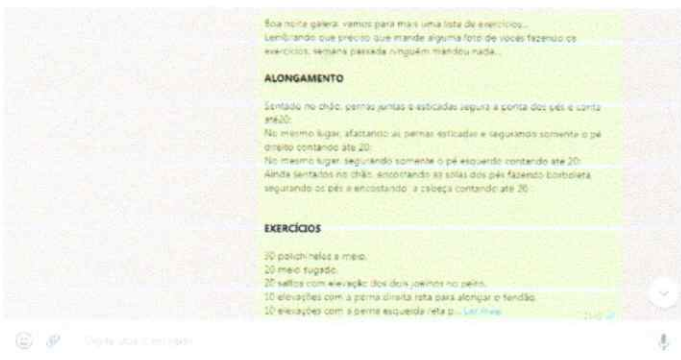 Boa noite galera, vamos para mais uma lista de exercícios...
Lembrando que preciso que mande alguma foto de vocês fazendo os
exercícios, semana passada ninguém mandou nada...
ALONGAMENTO
Sentado no chão, pernas juntas e esticadas segura a ponta dos pés e conta
até20;
No mesmo lugar, afastando as pernas esticadas e segurando somente o pé
direito contando até 20;
No mesmo lugar segurando somente o pé esquerdo contando até 20;
Ainda sentados no chão, encostando as solas dos pés fazendo borboleta,
segurando os pés e encostando a cabeça contando até 20
EXERCÍCIOS
30 polichinelos e meio.
20 meio sugado.
20 saltos com elevação dos dois joelhos no peito.
10 elevações com a perna direita reta para alongar o tendão.
10 elevações com a perna esquerda reta p... Ler mais